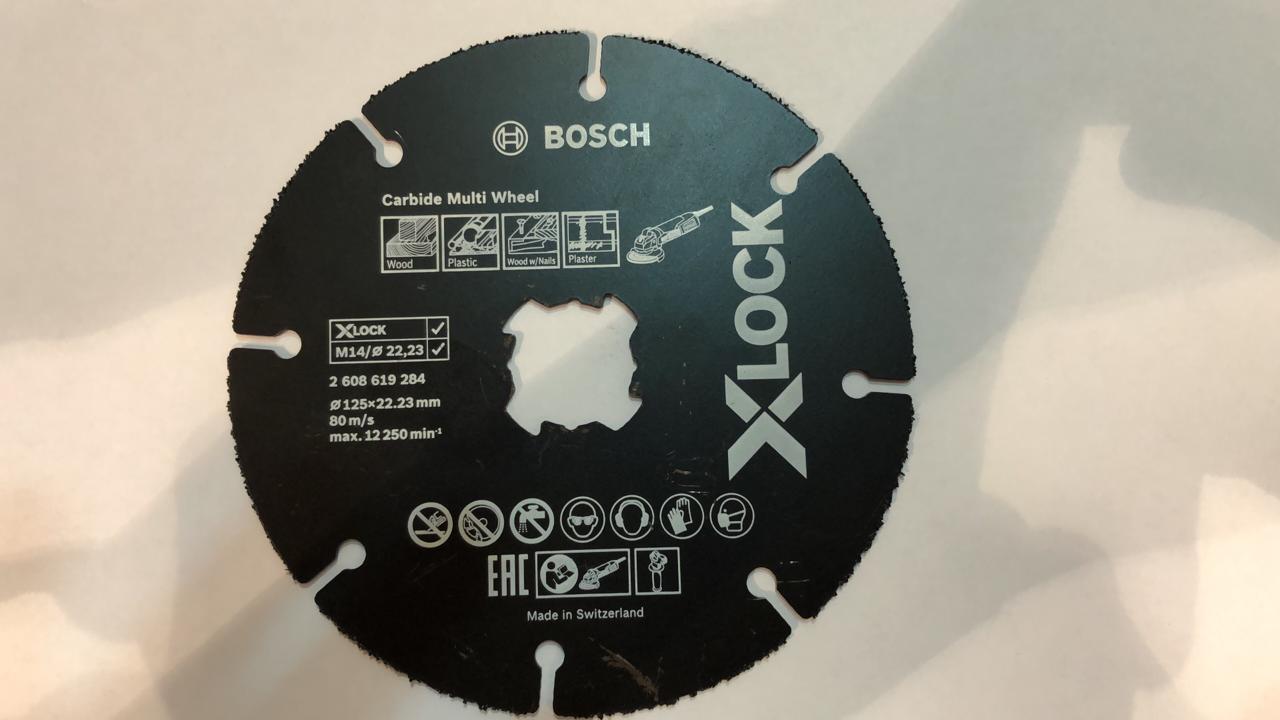 BOSCH
Carbide Multi Wheel
Wood
Plastic
Wood w/Nails
Plaster
XLOCK
XLOCK
M14/Ø 22,23
2 608 619 284
Ø 125×22.23 mm
80 m/s
max. 12 250 min⁻¹
EAC
Made in Switzerland